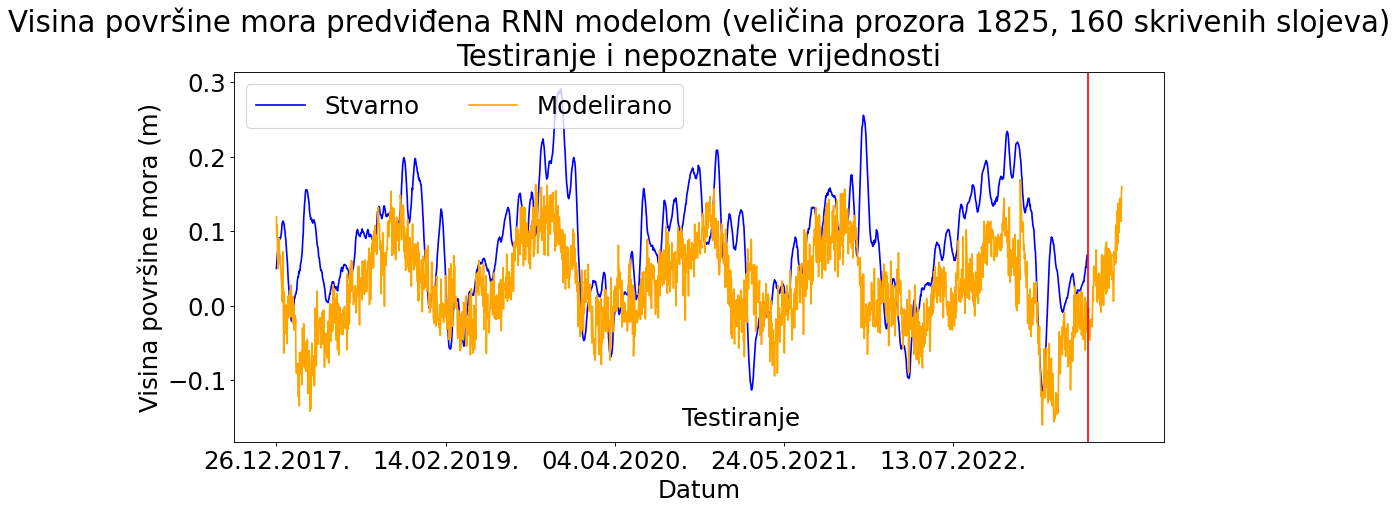 Visina površine mora predviđena RNN modelom (veličina prozora 1825, 160 skrivenih slojeva)
Testiranje i nepoznate vrijednosti
Stvarno Modelirano
Visina površine mora (m)
0.3
0.2
0.1
0.0
−0.1
Testiranje
26.12.2017. 14.02.2019. 04.04.2020. 24.05.2021. 13.07.2022.
Datum